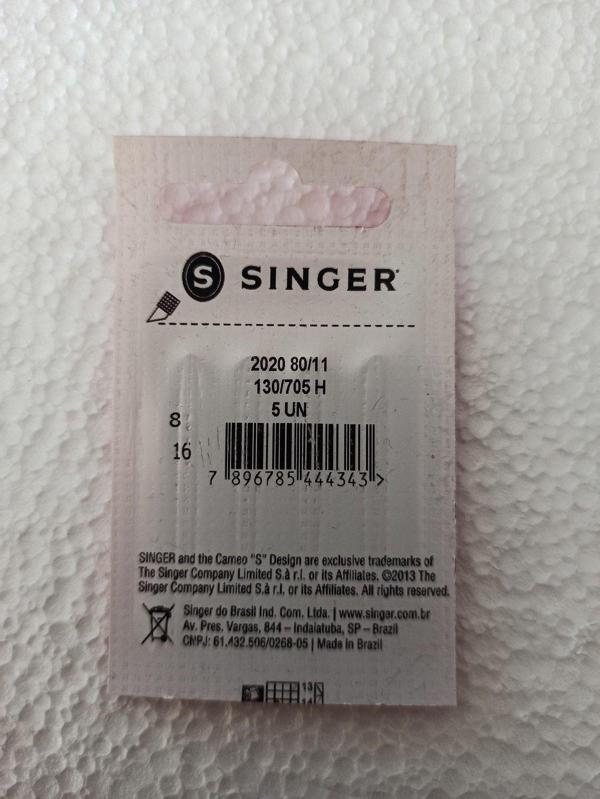 S SINGER
2020 80/11
130/705 H
5 UN
8
16
7 896785 444343 >
SINGER and the Cameo "S" Design are exclusive trademarks of
The Singer Company Limited S.à r.l. or its Affiliates. ©2013 The
Singer Company Limited S.à r.l. or its Affiliates. All rights reserved.
Singer do Brasil Ind. Com. Ltda. | www.singer.com.br
Av. Pres. Vargas, 844 – Indaiatuba, SP – Brazil
CNPJ: 61.432.506/0268-05 | Made in Brazil
13